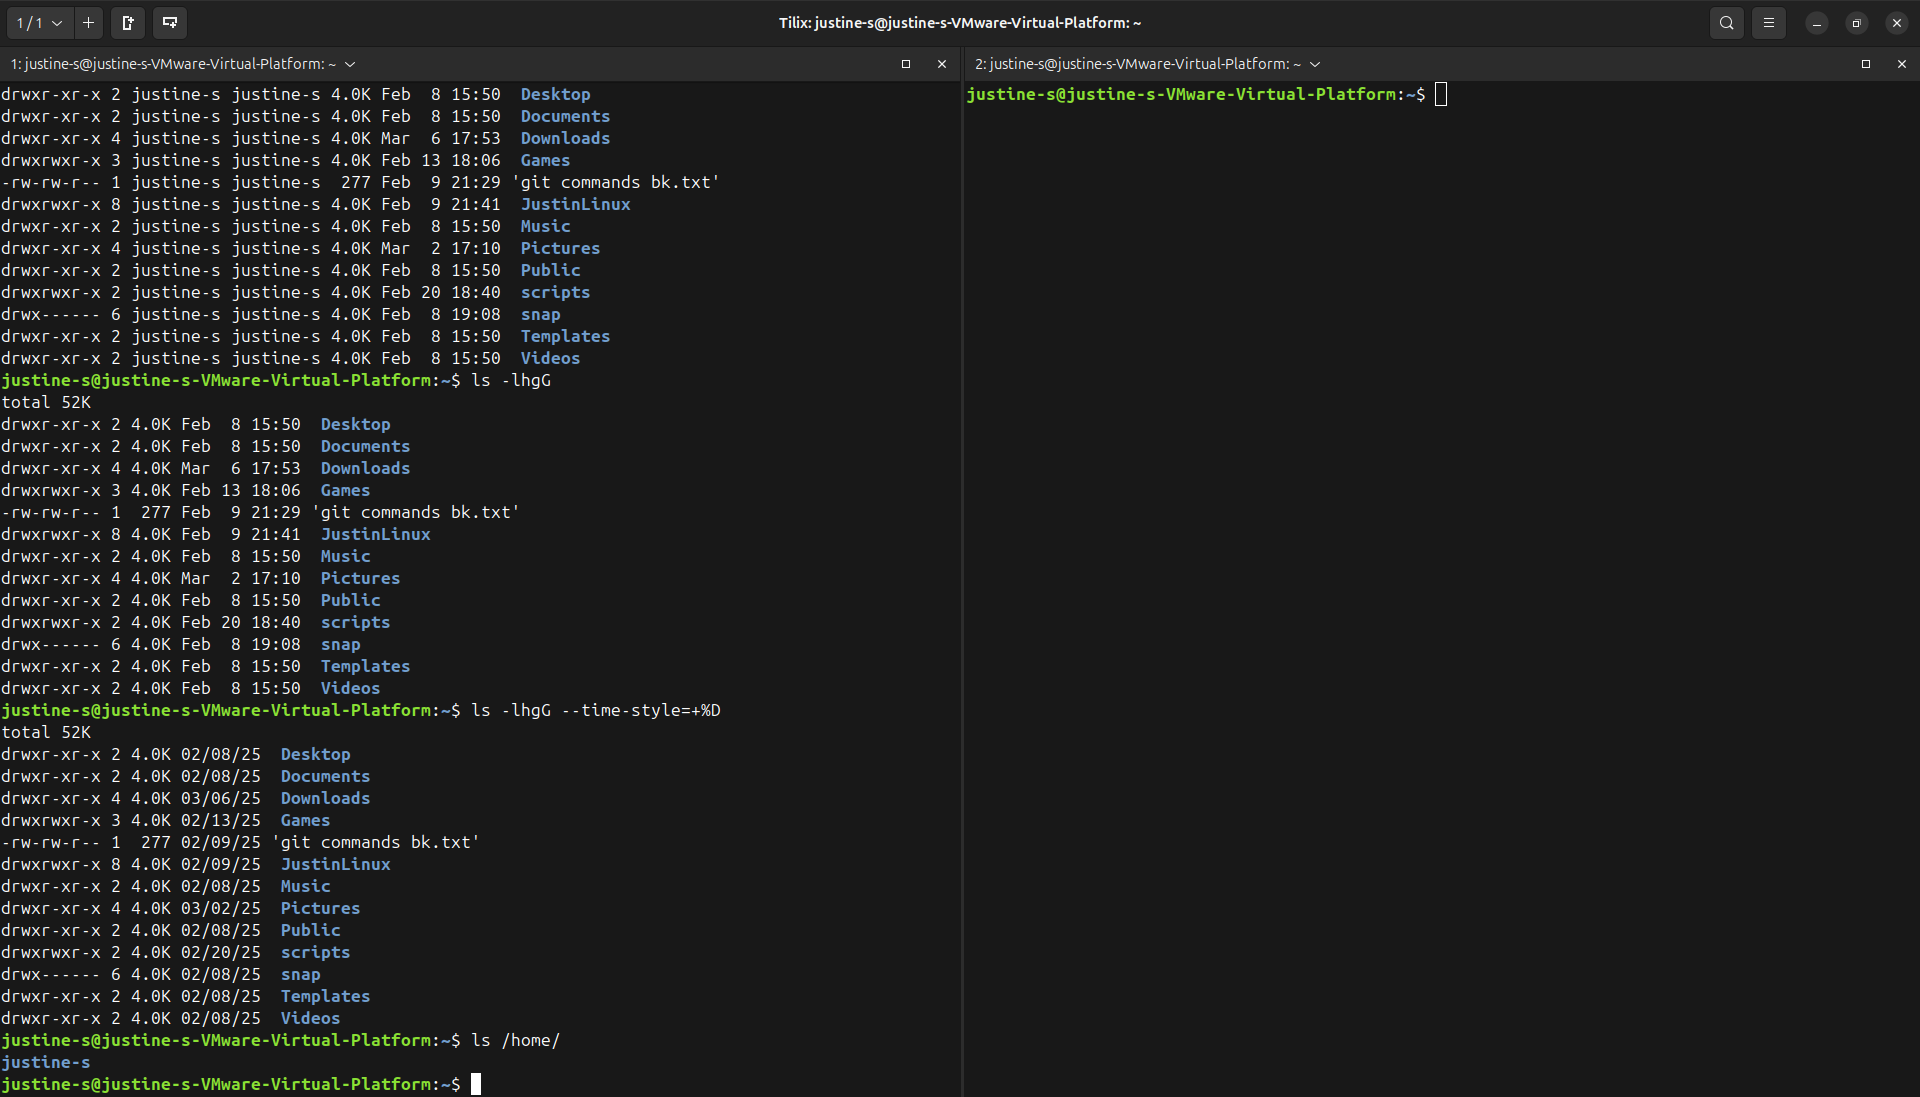 1 / 1
Tilix: justine-s@justine-s-VMware-Virtual-Platform: ~
1: justine-s@justine-s-VMware-Virtual-Platform: ~
drwxr-xr-x 2 justine-s justine-s 4.0K Feb  8 15:50  Desktop
drwxr-xr-x 2 justine-s justine-s 4.0K Feb  8 15:50  Documents
drwxr-xr-x 4 justine-s justine-s 4.0K Mar  6 17:53  Downloads
drwxrwxr-x 3 justine-s justine-s 4.0K Feb 13 18:06  Games
-rw-rw-r-- 1 justine-s justine-s  277 Feb  9 21:29 'git commands bk.txt'
drwxrwxr-x 8 justine-s justine-s 4.0K Feb  9 21:41  JustinLinux
drwxr-xr-x 2 justine-s justine-s 4.0K Feb  8 15:50  Music
drwxr-xr-x 4 justine-s justine-s 4.0K Mar  2 17:10  Pictures
drwxr-xr-x 2 justine-s justine-s 4.0K Feb  8 15:50  Public
drwxrwxr-x 2 justine-s justine-s 4.0K Feb 20 18:40  scripts
drwx------ 6 justine-s justine-s 4.0K Feb  8 19:08  snap
drwxr-xr-x 2 justine-s justine-s 4.0K Feb  8 15:50  Templates
drwxr-xr-x 2 justine-s justine-s 4.0K Feb  8 15:50  Videos
justine-s@justine-s-VMware-Virtual-Platform:~$ ls -lhgG
total 52K
drwxr-xr-x 2 4.0K Feb  8 15:50  Desktop
drwxr-xr-x 2 4.0K Feb  8 15:50  Documents
drwxr-xr-x 4 4.0K Mar  6 17:53  Downloads
drwxrwxr-x 3 4.0K Feb 13 18:06  Games
-rw-rw-r-- 1  277 Feb  9 21:29 'git commands bk.txt'
drwxrwxr-x 8 4.0K Feb  9 21:41  JustinLinux
drwxr-xr-x 2 4.0K Feb  8 15:50  Music
drwxr-xr-x 4 4.0K Mar  2 17:10  Pictures
drwxr-xr-x 2 4.0K Feb  8 15:50  Public
drwxrwxr-x 2 4.0K Feb 20 18:40  scripts
drwx------ 6 4.0K Feb  8 19:08  snap
drwxr-xr-x 2 4.0K Feb  8 15:50  Templates
drwxr-xr-x 2 4.0K Feb  8 15:50  Videos
justine-s@justine-s-VMware-Virtual-Platform:~$ ls -lhgG --time-style=+%D
total 52K
drwxr-xr-x 2 4.0K 02/08/25  Desktop
drwxr-xr-x 2 4.0K 02/08/25  Documents
drwxr-xr-x 4 4.0K 03/06/25  Downloads
drwxrwxr-x 3 4.0K 02/13/25  Games
-rw-rw-r-- 1  277 02/09/25 'git commands bk.txt'
drwxrwxr-x 8 4.0K 02/09/25  JustinLinux
drwxr-xr-x 2 4.0K 02/08/25  Music
drwxr-xr-x 4 4.0K 03/02/25  Pictures
drwxr-xr-x 2 4.0K 02/08/25  Public
drwxrwxr-x 2 4.0K 02/20/25  scripts
drwx------ 6 4.0K 02/08/25  snap
drwxr-xr-x 2 4.0K 02/08/25  Templates
drwxr-xr-x 2 4.0K 02/08/25  Videos
justine-s@justine-s-VMware-Virtual-Platform:~$ ls /home/
justine-s
justine-s@justine-s-VMware-Virtual-Platform:~$
2: justine-s@justine-s-VMware-Virtual-Platform: ~
justine-s@justine-s-VMware-Virtual-Platform:~$